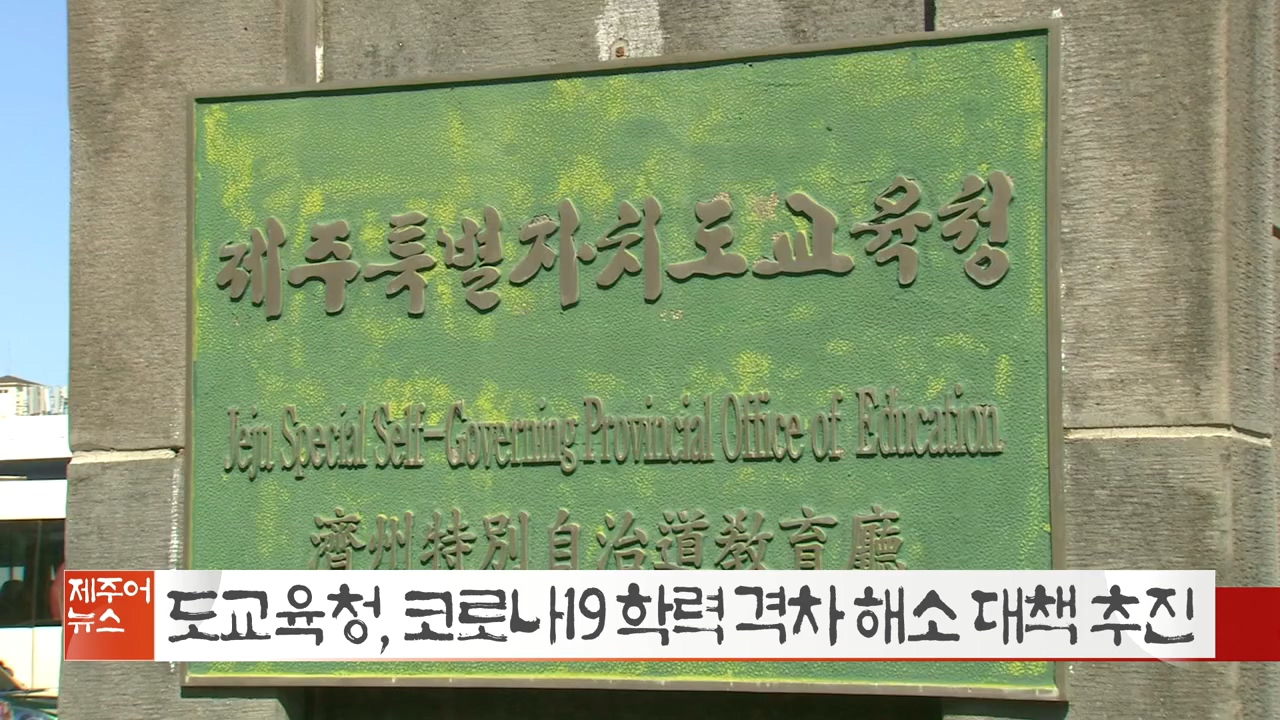 제주특별자치도교육청
Jeju Special Self-Governing Provincial Office of Education
濟州特別自治道教育廳
제주어
뉴스
도교육청, 코로나19 학력 격차 해소 대책 추진